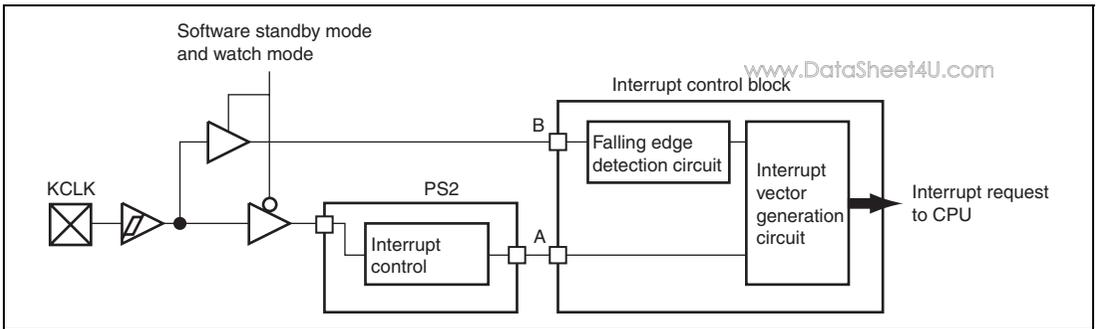 Software standby mode
and watch mode
www.DataSheet4U.com
Interrupt control block
B
Falling edge
detection circuit
KCLK
PS2
Interrupt
vector
generation
circuit
Interrupt request
to CPU
A
Interrupt
control